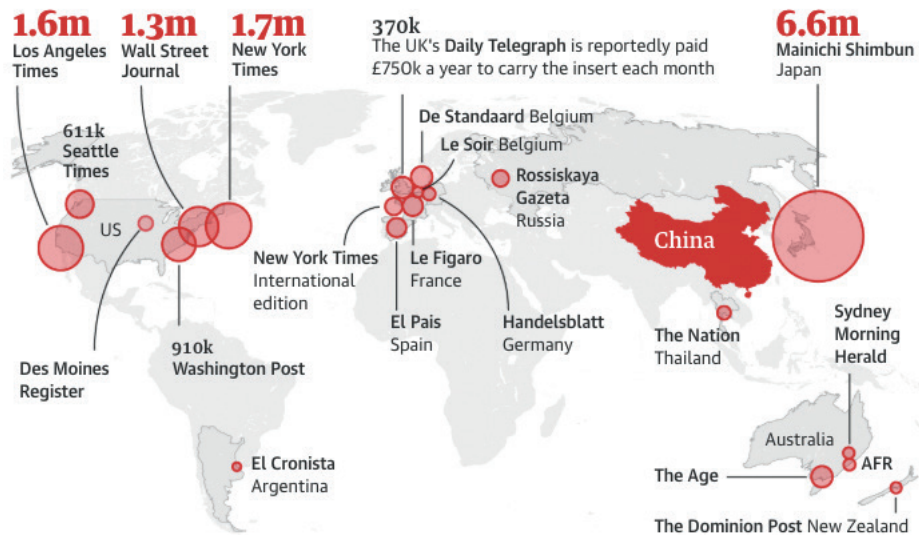 1.6m
Los Angeles
Times
1.3m
Wall Street
Journal
1.7m
New York
Times
370k
The UK's Daily Telegraph is reportedly paid
£750k a year to carry the insert each month
6.6m
Mainichi Shimbun
Japan
611k
Seattle
Times
De Standaard Belgium
Le Soir Belgium
Rossiskaya
Gazeta
Russia
US
China
New York Times
International
edition
Le Figaro
France
El Pais
Spain
Handelsblatt
Germany
The Nation
Thailand
Sydney
Morning
Herald
Des Moines
Register
910k
Washington Post
El Cronista
Argentina
Australia
AFR
The Age
The Dominion Post New Zealand